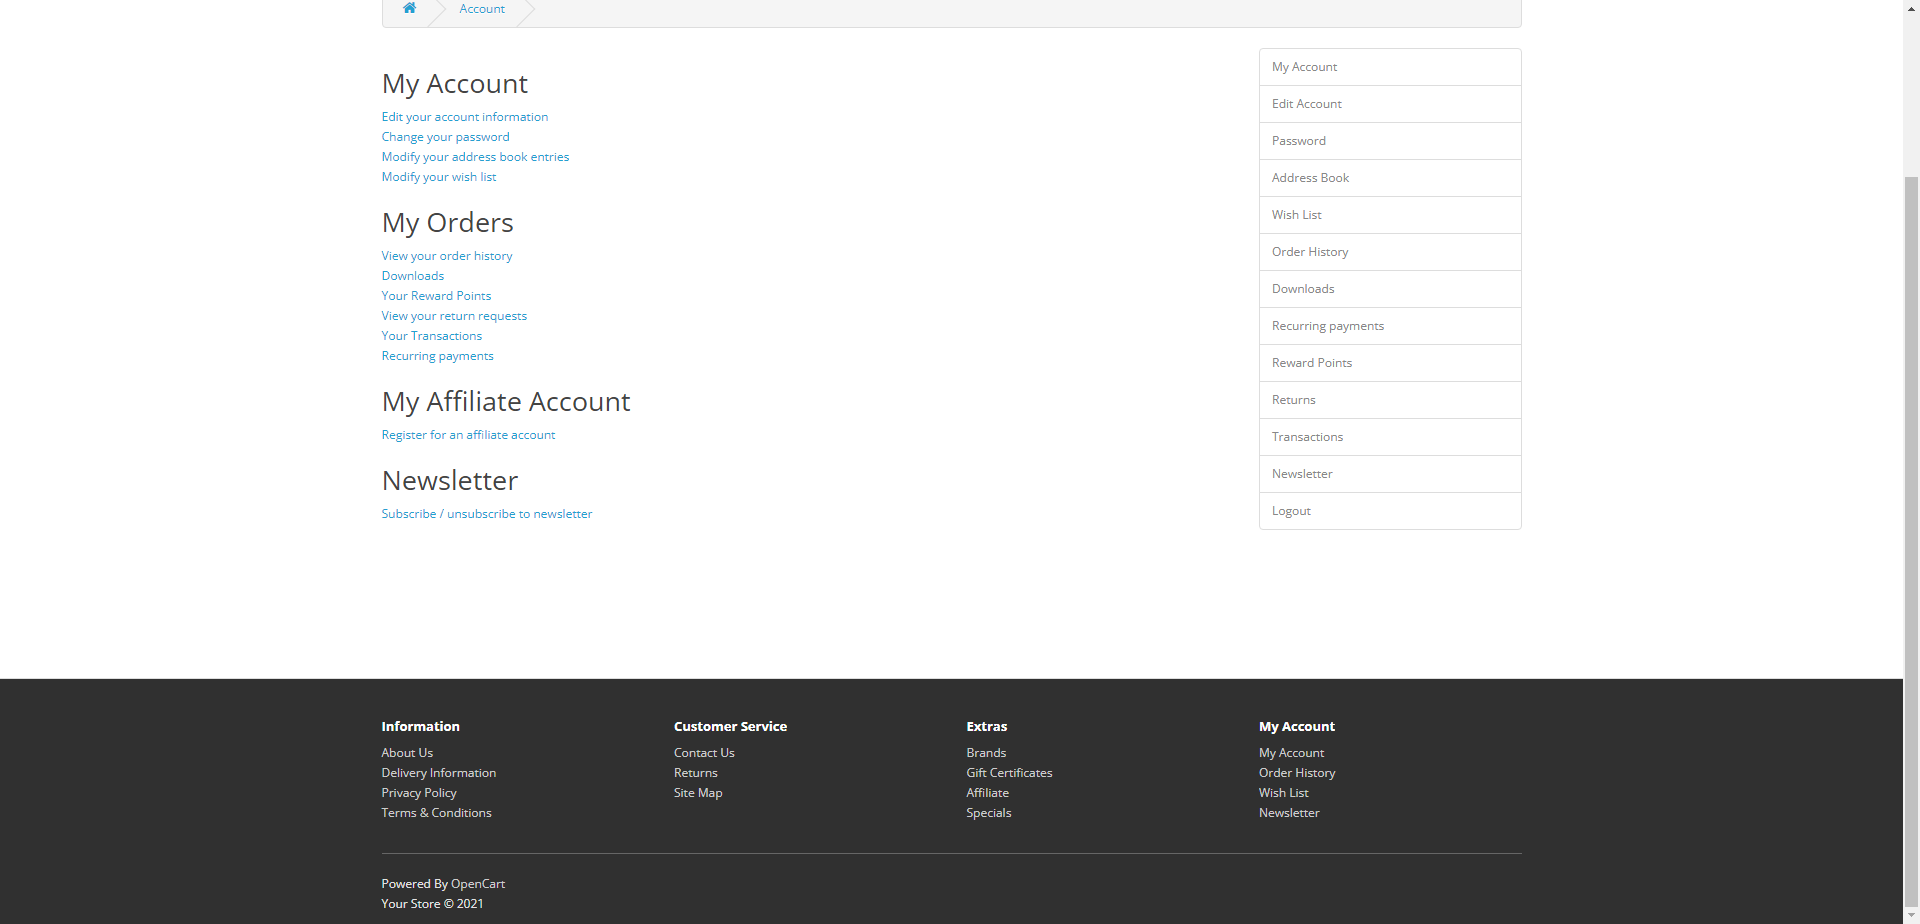 Account
My Account
Edit your account information
Change your password
Modify your address book entries
Modify your wish list
My Orders
View your order history
Downloads
Your Reward Points
View your return requests
Your Transactions
Recurring payments
My Affiliate Account
Register for an affiliate account
Newsletter
Subscribe / unsubscribe to newsletter
My Account
Edit Account
Password
Address Book
Wish List
Order History
Downloads
Recurring payments
Reward Points
Returns
Transactions
Newsletter
Logout
Information
About Us
Delivery Information
Privacy Policy
Terms & Conditions
Customer Service
Contact Us
Returns
Site Map
Extras
Brands
Gift Certificates
Affiliate
Specials
My Account
My Account
Order History
Wish List
Newsletter
Powered By OpenCart
Your Store © 2021